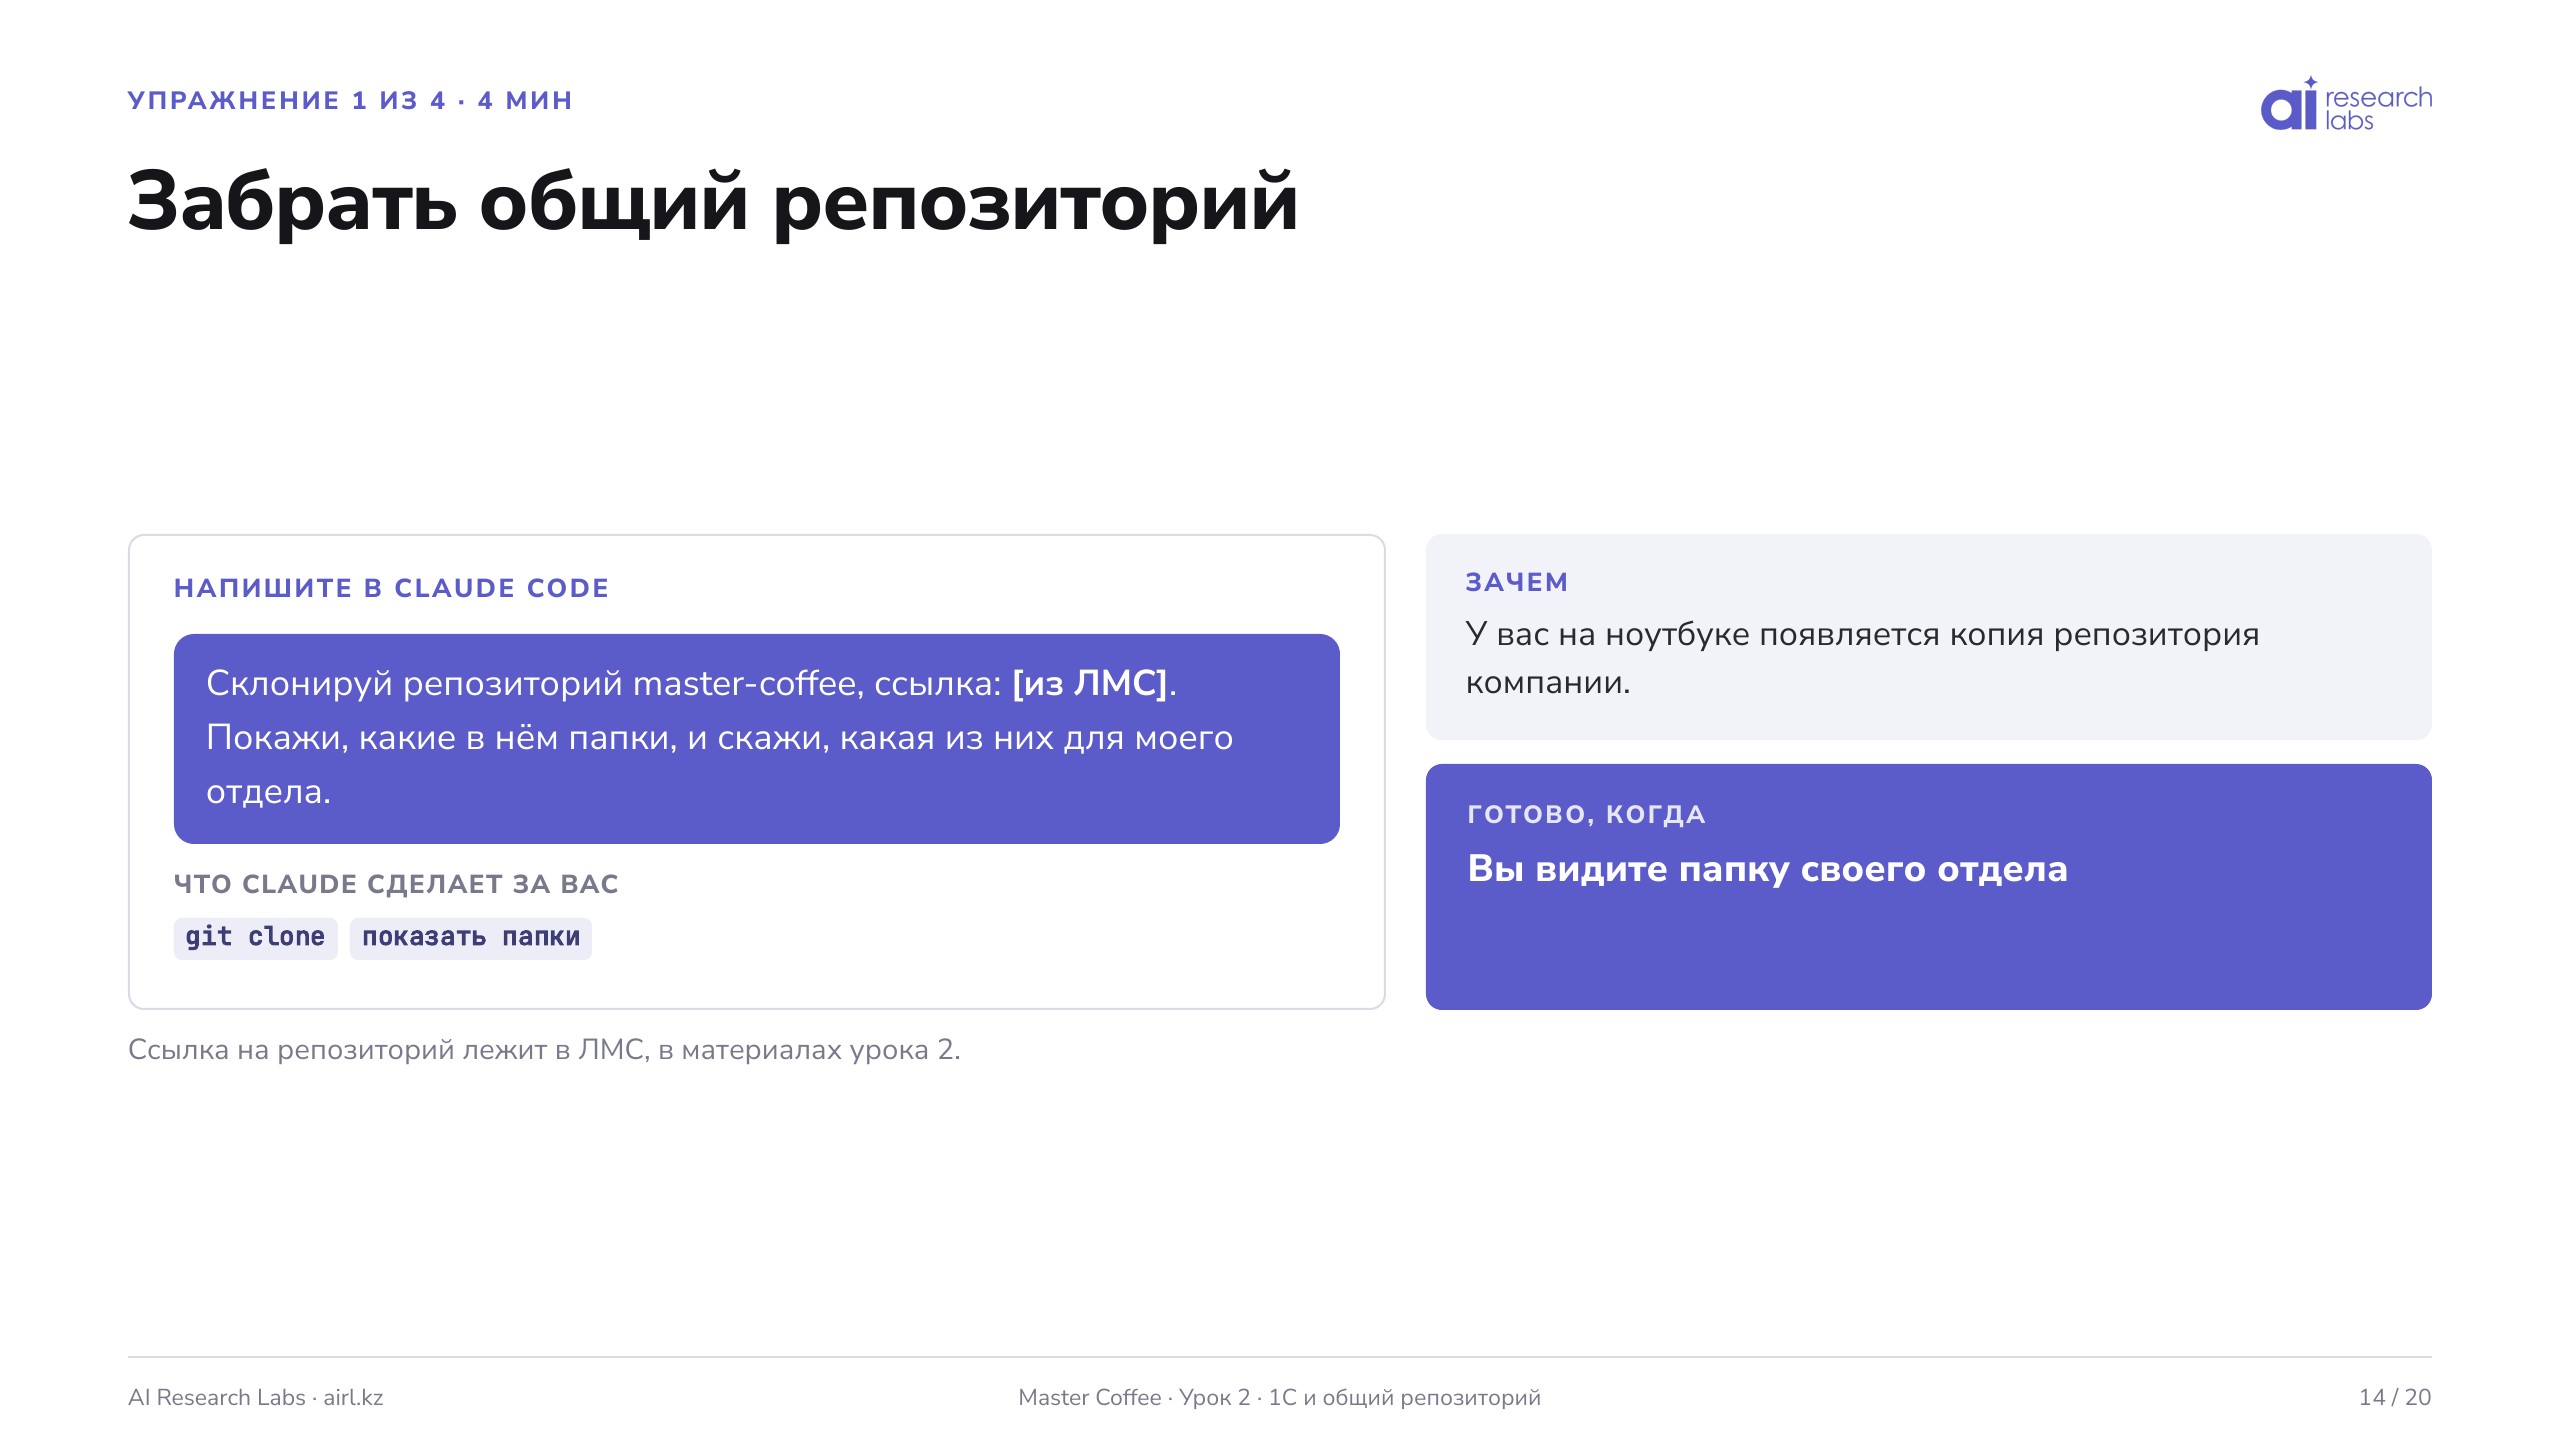 УПРАЖНЕНИЕ 1 ИЗ 4 · 4 МИН
ai research labs
Забрать общий репозиторий
НАПИШИТЕ В CLAUDE CODE
Склонируй репозиторий master-coffee, ссылка: [из ЛМС].
Покажи, какие в нём папки, и скажи, какая из них для моего
отдела.
ЧТО CLAUDE СДЕЛАЕТ ЗА ВАС
git clone показать папки
ЗАЧЕМ
У вас на ноутбуке появляется копия репозитория
компании.
ГОТОВО, КОГДА
Вы видите папку своего отдела
Ссылка на репозиторий лежит в ЛМС, в материалах урока 2.
AI Research Labs · airl.kz
Master Coffee · Урок 2 · 1С и общий репозиторий
14 / 20